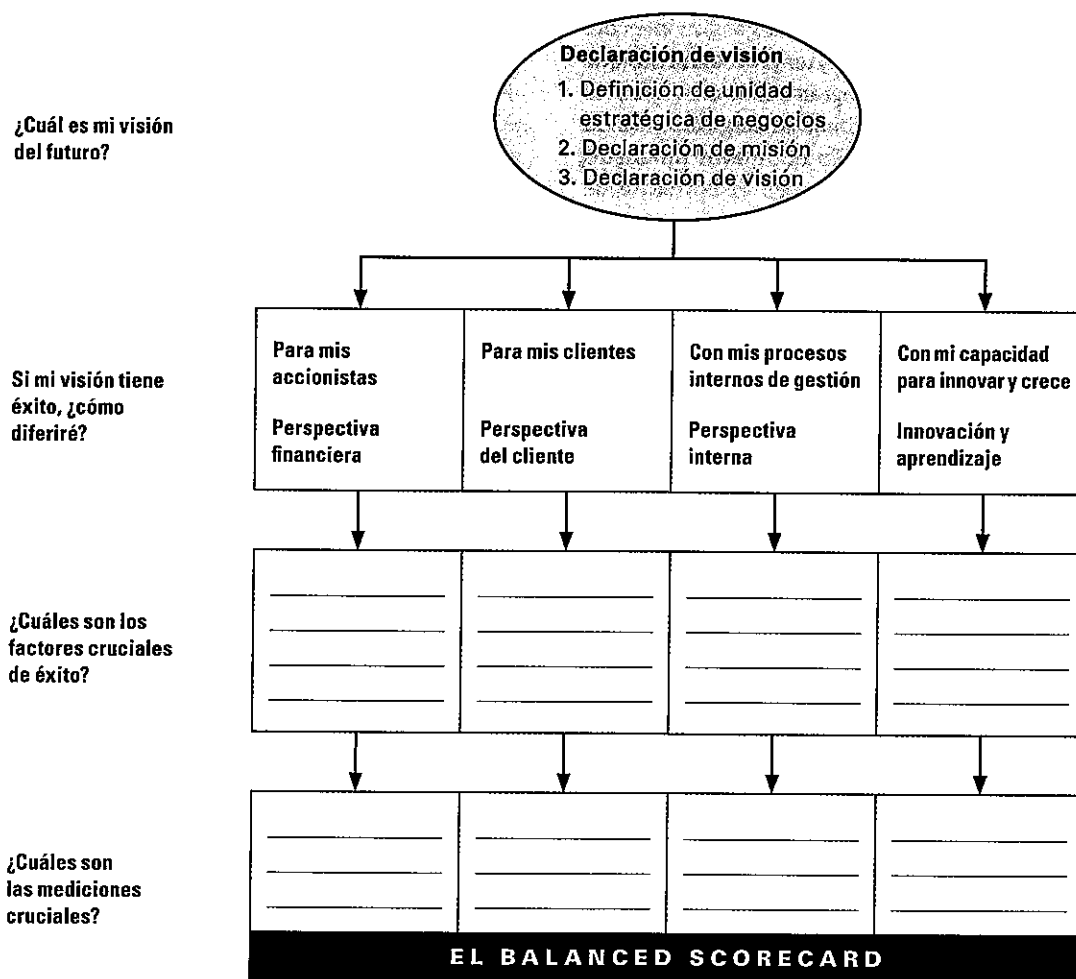 ¿Cuál es mi visión
del futuro?
Declaración de visión
1. Definición de unidad
estratégica de negocios
2. Declaración de misión
3. Declaración de visión
Si mi visión tiene
éxito, ¿cómo
diferiré?
Para mis
accionistas
Perspectiva
financiera
Para mis clientes
Perspectiva
del cliente
Con mis procesos
internos de gestión
Perspectiva
interna
Con mi capacidad
para innovar y crece
Innovación y
aprendizaje
¿Cuáles son los
factores cruciales
de éxito?
¿Cuáles son
las mediciones
cruciales?
EL BALANCED SCORECARD